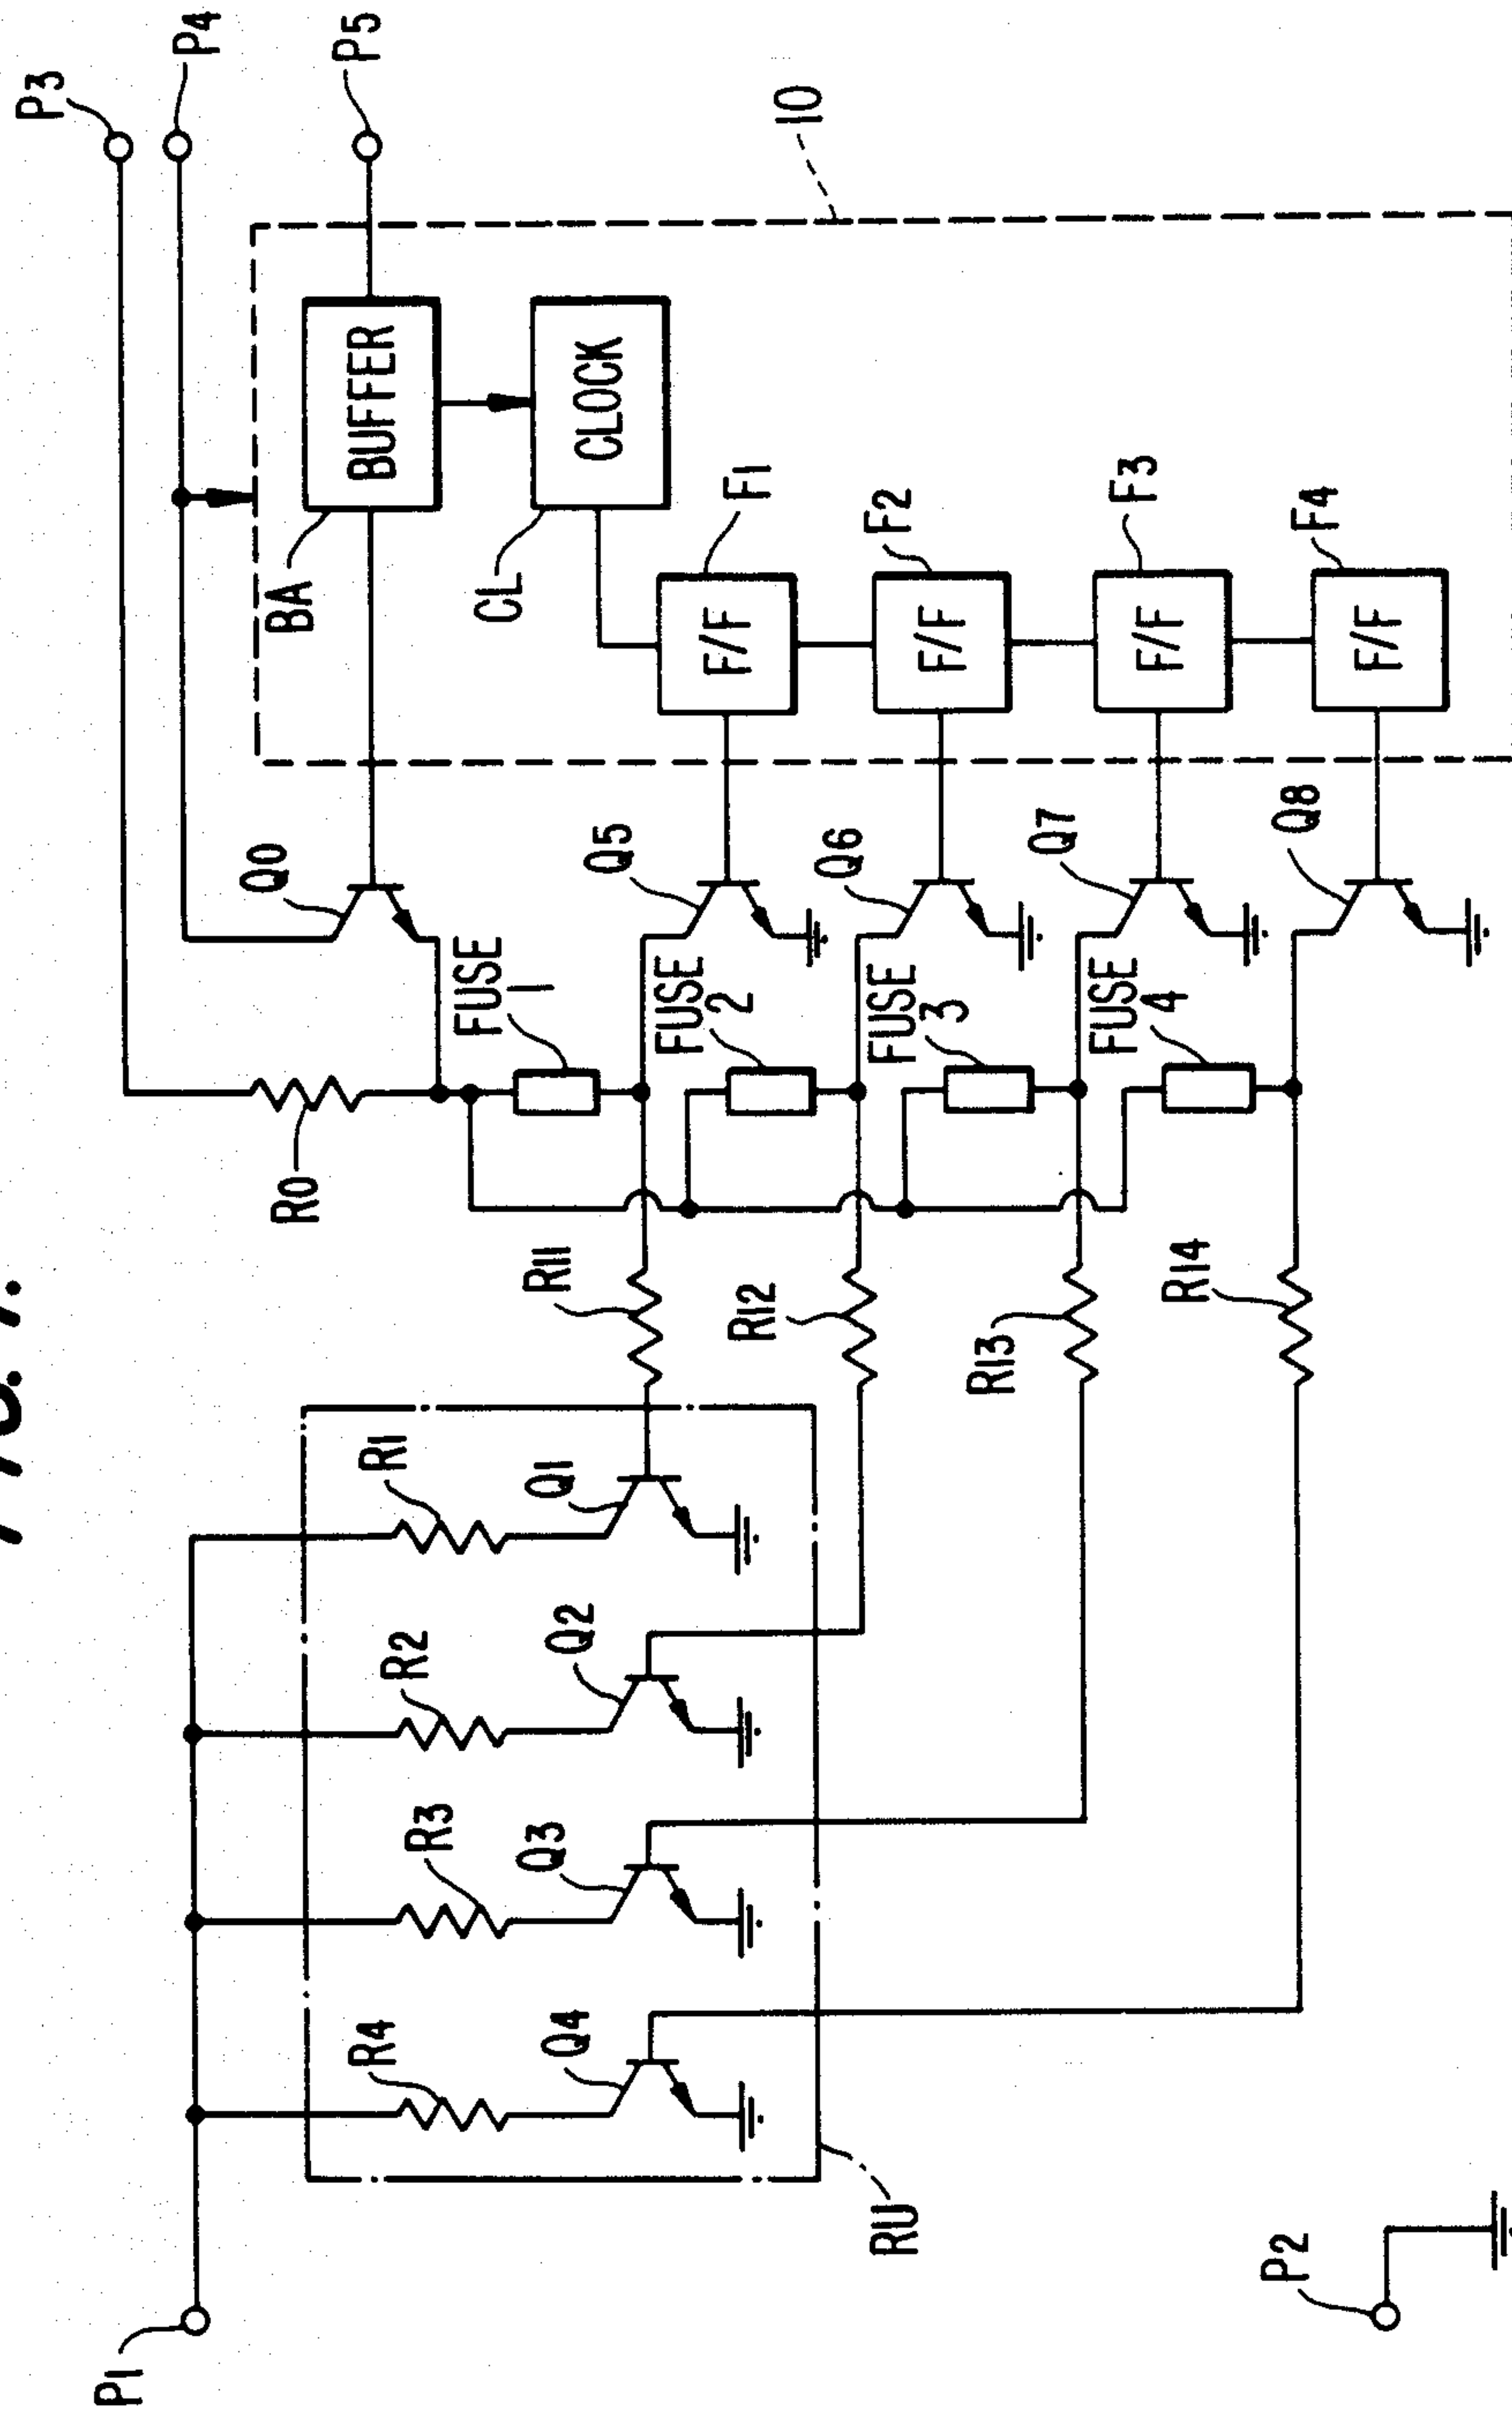 P1
P2
P3
P4
P5
R4
R3
R2
R1
Q4
Q3
Q2
Q1
RU
R0
R11
R12
R13
R14
FUSE
1
FUSE
2
FUSE
3
FUSE
4
Q0
Q5
Q6
Q7
Q8
BA
BUFFER
CL
CLOCK
F1
F/F
F2
F/F
F3
F/F
F4
F/F
10